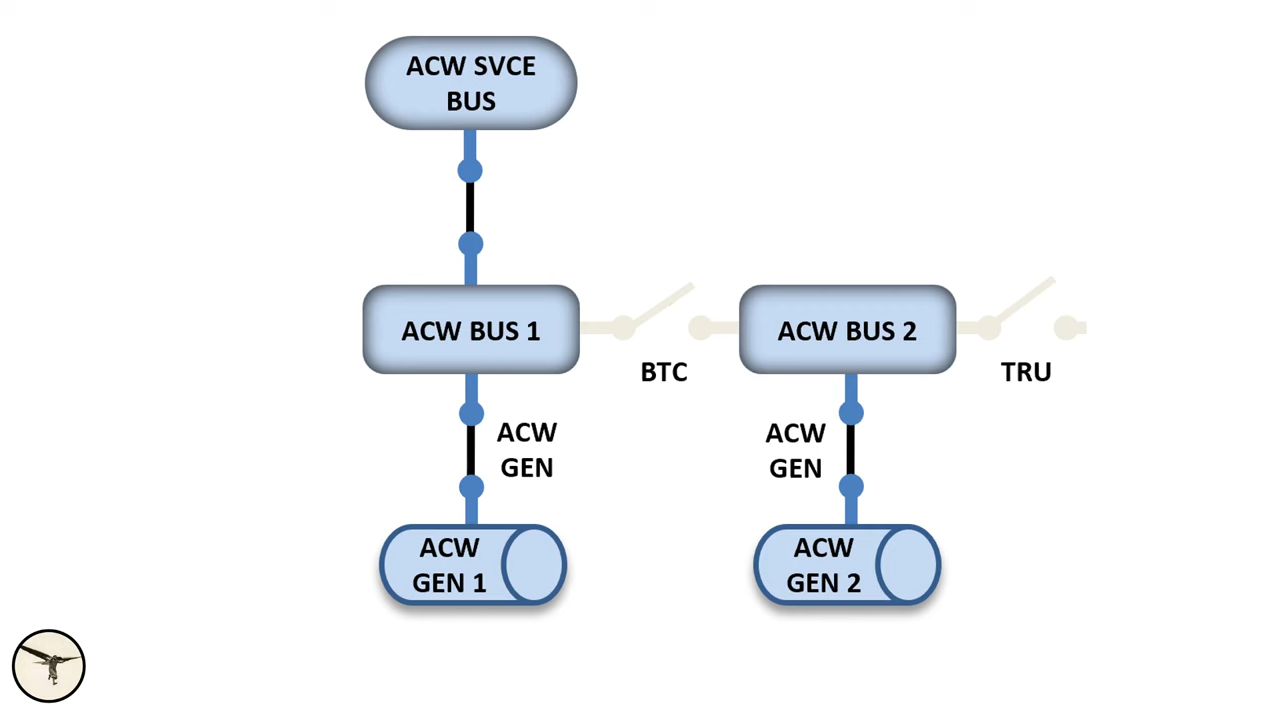 ACW SVCE
BUS
ACW BUS 1
ACW BUS 2
BTC
TRU
ACW
GEN
ACW
GEN
ACW
GEN 1
ACW
GEN 2